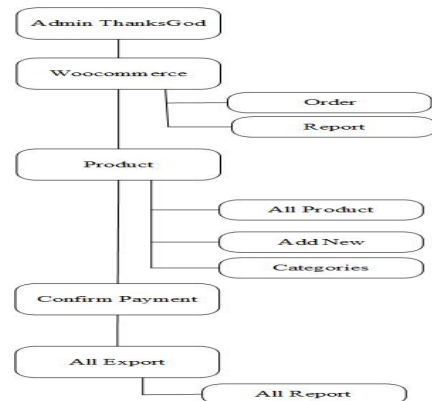 Admin ThanksGod
Woocommerce
Order
Report
Product
All Product
Add New
Categories
Confirm Payment
All Export
All Report